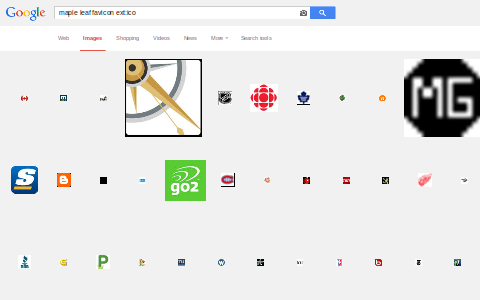 Google maple leaf favicon ext:ico
Web Images Shopping Videos News More Search tools
MG
S
B
go2
P